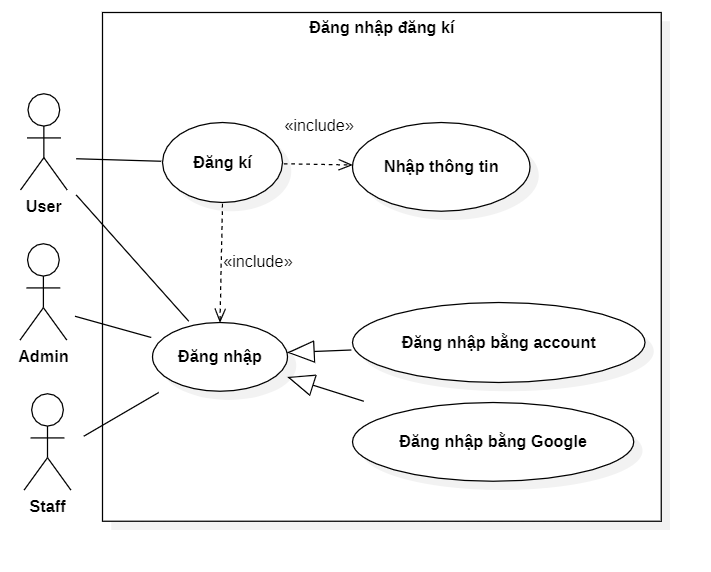 Đăng nhập đăng kí
«include»
Đăng kí
Nhập thông tin
User
«include»
Admin
Đăng nhập
Đăng nhập bằng account
Đăng nhập bằng Google
Staff